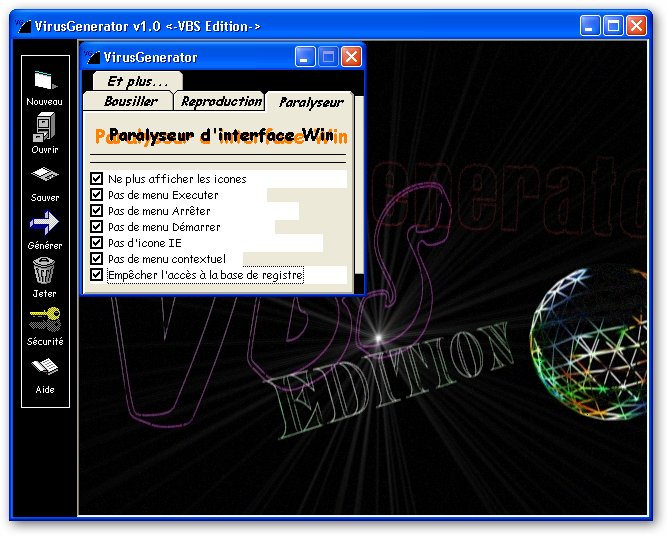 VirusGenerator v1.0 <-VBS Edition->
Nouveau
Ouvrir
Sauver
Générer
Jeter
Sécurité
Aide
VirusGenerator
Et plus...
Bousiller
Reproduction
Paralyseur
Paralyseur d'interface Win
Ne plus afficher les icones
Pas de menu Executer
Pas de menu Arrêter
Pas de menu Démarrer
Pas d'icone IE
Pas de menu contextuel
Empêcher l'accès à la base de registre
VBS
EDITION